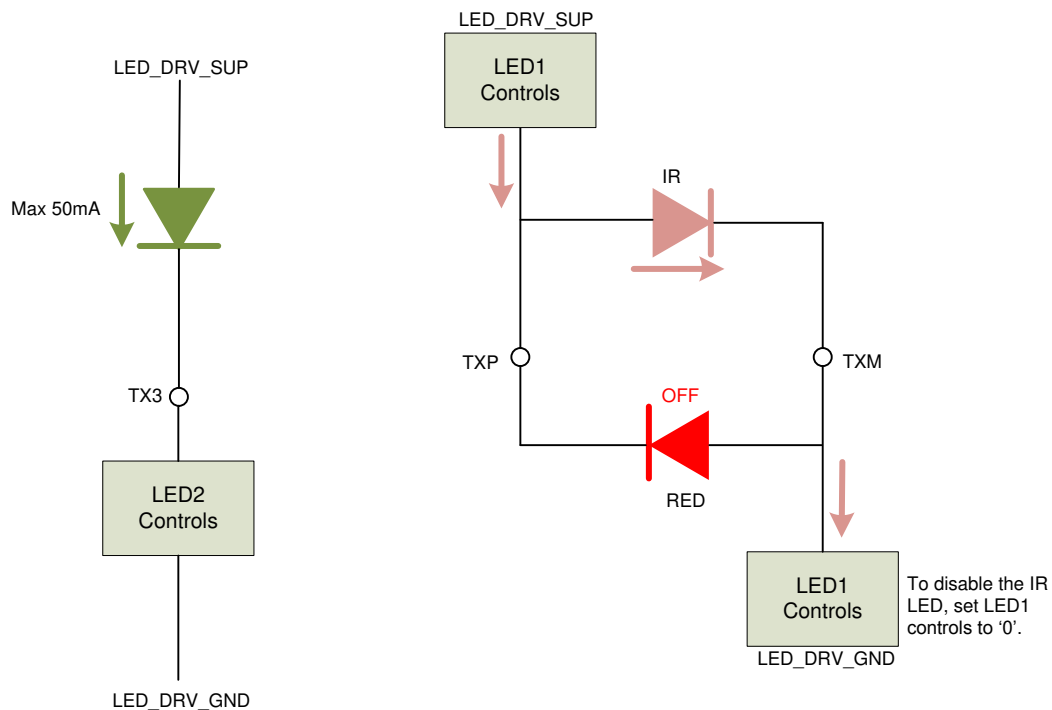 LED_DRV_SUP
Max 50mA
TX3
LED2
Controls
LED_DRV_GND
LED_DRV_SUP
LED1
Controls
IR
TXP
TXM
OFF
RED
LED1
Controls
LED_DRV_GND
To disable the IR
LED, set LED1
controls to ‘0’.